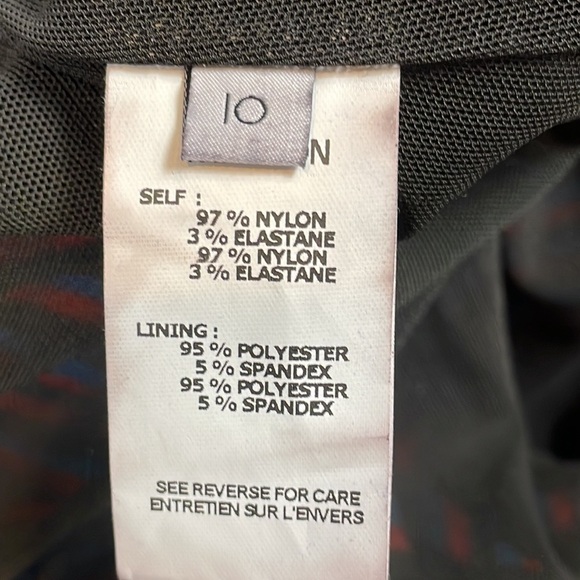 10
N
SELF :
97 % NYLON
3 % ELASTANE
97 % NYLON
3 % ELASTANE
LINING :
95 % POLYESTER
5 % SPANDEX
95 % POLYESTER
5 % SPANDEX
SEE REVERSE FOR CARE
ENTRETIEN SUR L'ENVERS